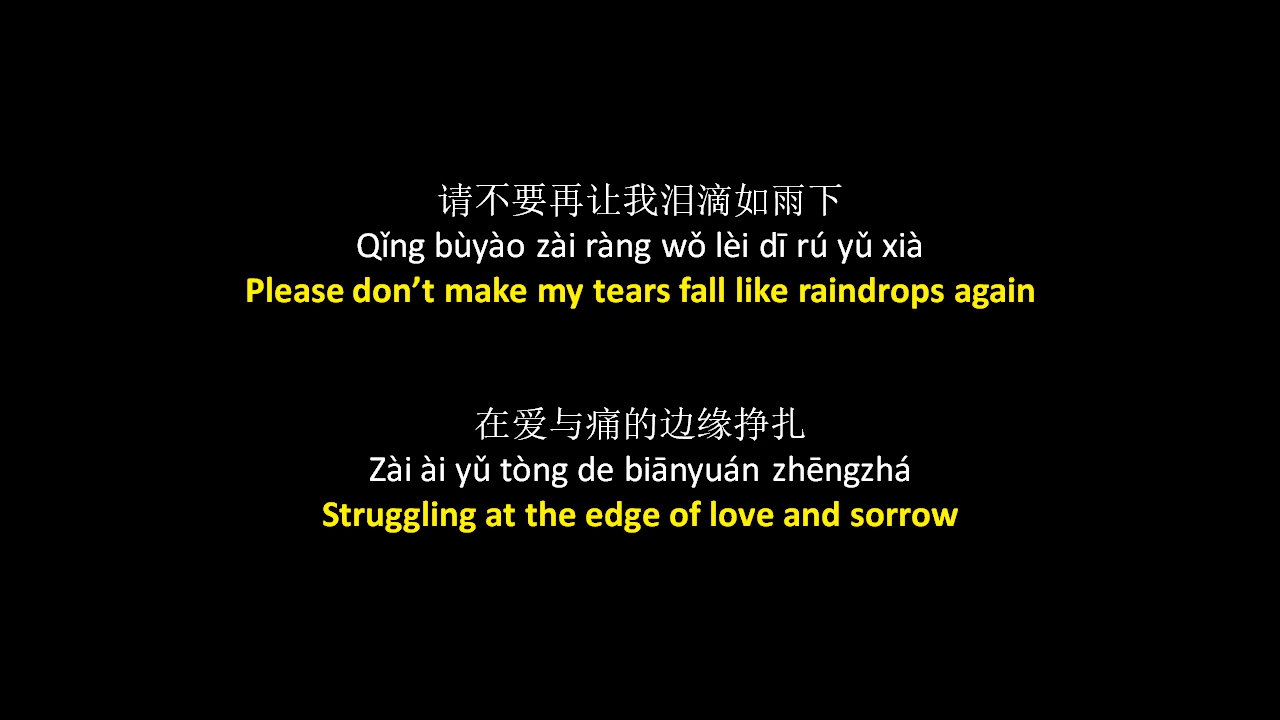 请不要再让我泪滴如雨下
Qǐng bùyào zài ràng wǒ lèi dī rú yǔ xià
Please don’t make my tears fall like raindrops again
在爱与痛的边缘挣扎
Zài ài yǔ tòng de biānyuán zhēngzhá
Struggling at the edge of love and sorrow